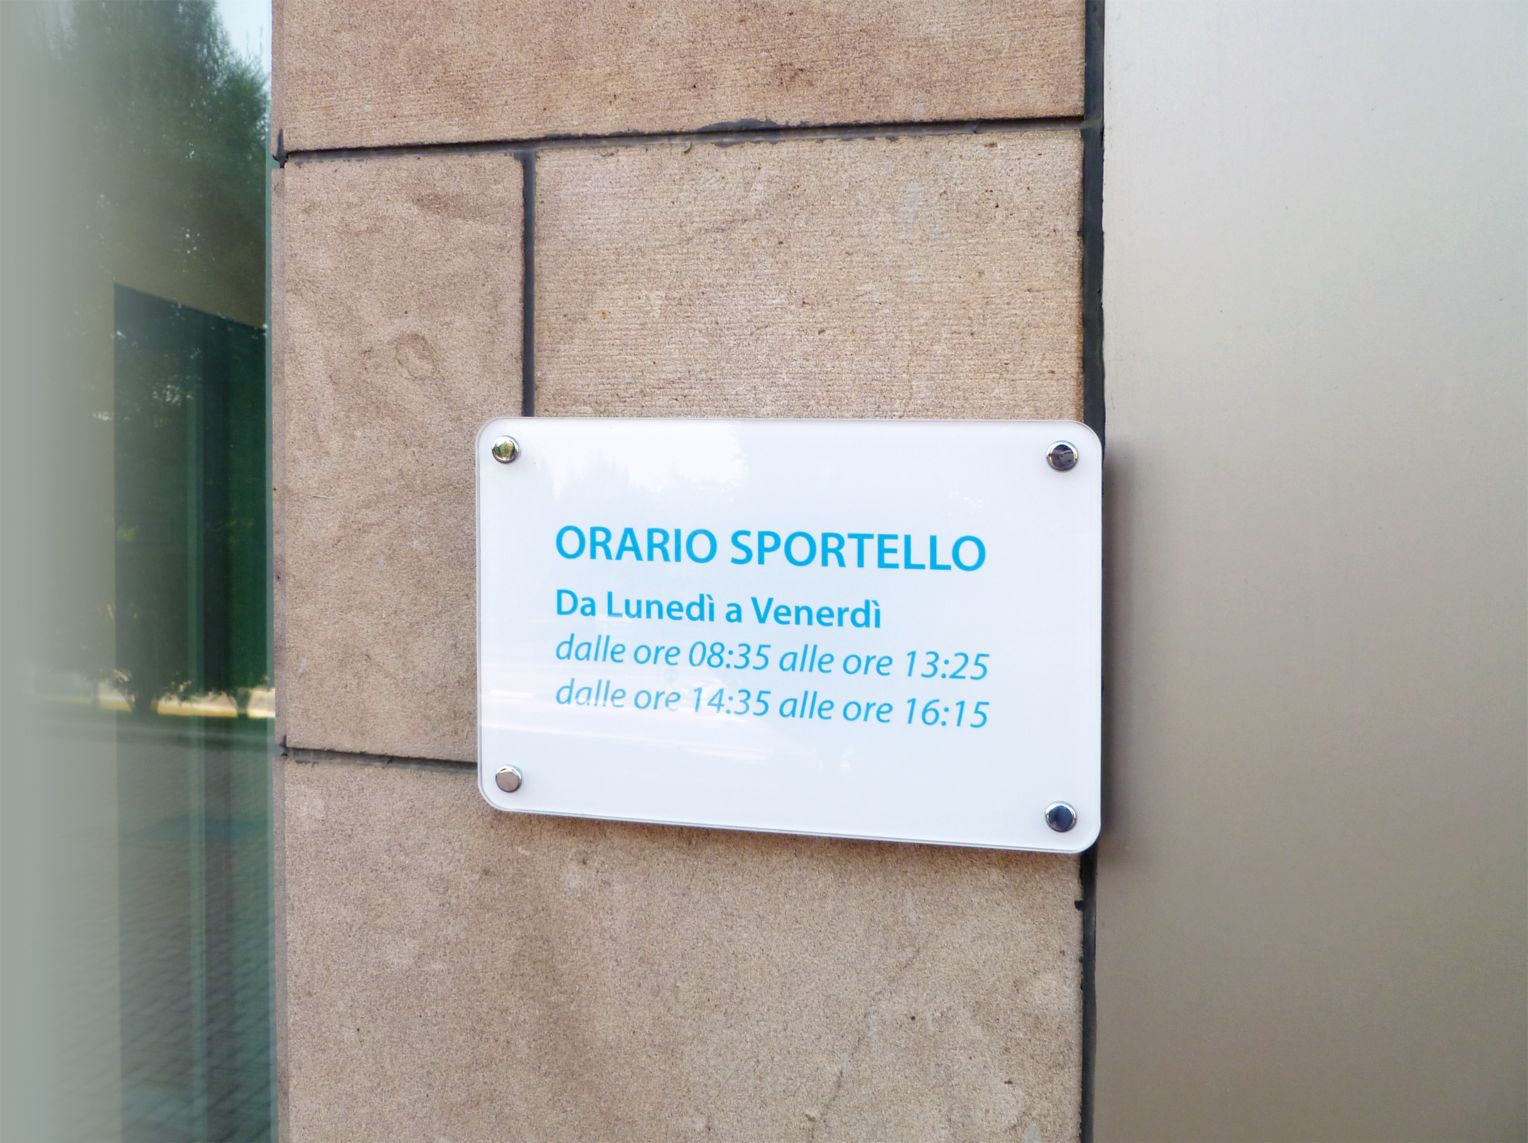 ORARIO SPORTELLO
Da Lunedì a Venerdì
dalle ore 08:35 alle ore 13:25
dalle ore 14:35 alle ore 16:15